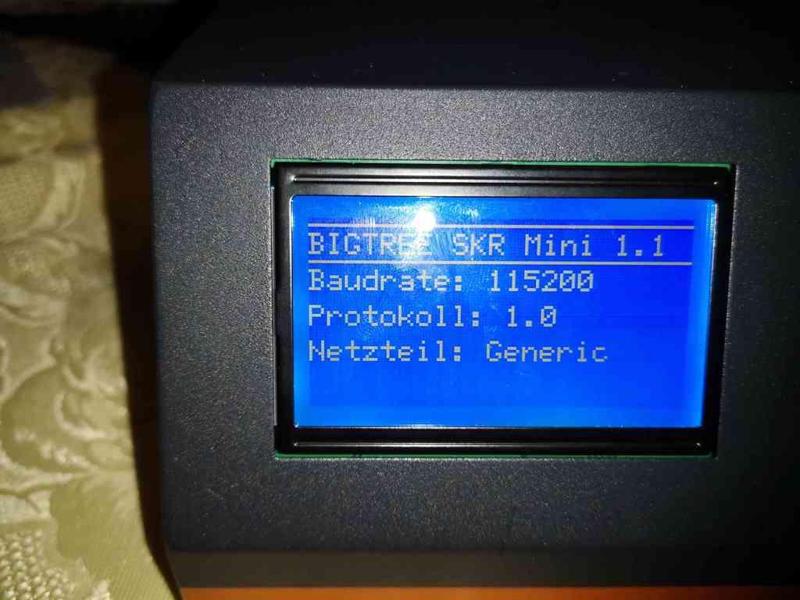 BIGTREE SKR Mini 1.1
Baudrate: 115200
Protokoll: 1.0
Netzteil: Generic